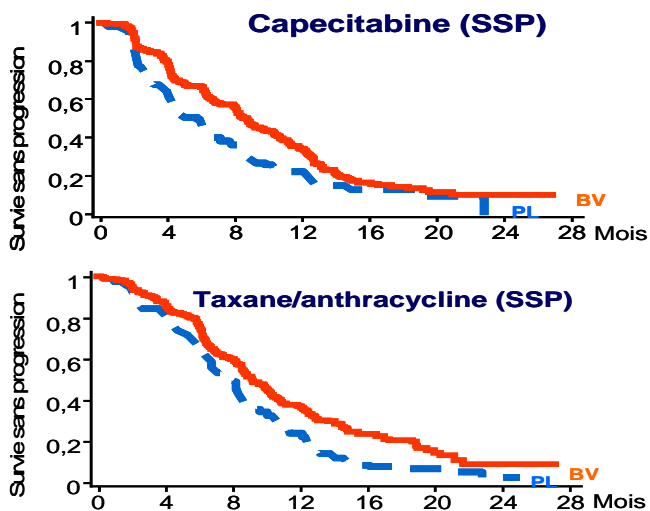 Capecitabine (SSP)
Survie sans progression
1
0,8
0,6
0,4
0,2
0
BV
PL
0 4 8 12 16 20 24 28 Mois
Taxane/anthracycline (SSP)
Survie sans progression
1
0,8
0,6
0,4
0,2
0
BV
PL
0 4 8 12 16 20 24 28 Mois